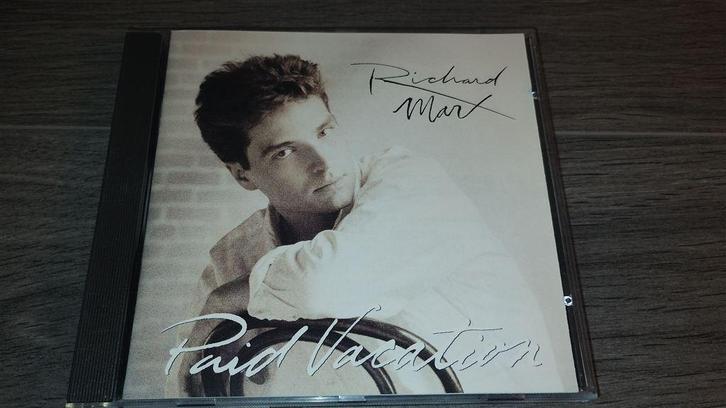 Richard
Marx
Paid Vacation